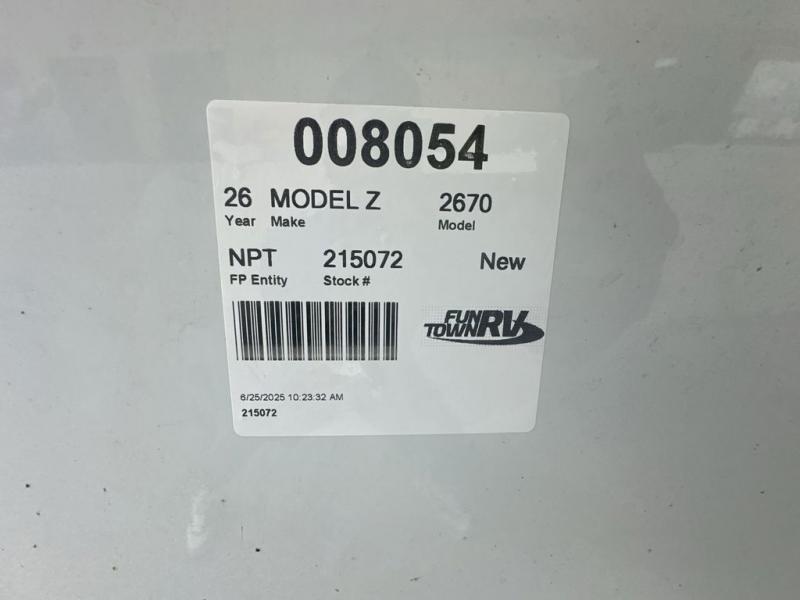 008054
26 MODEL Z 2670
Year Make Model
NPT 215072 New
FP Entity Stock #
FUN TOWN RV
6/25/2025 10:23:32 AM
215072